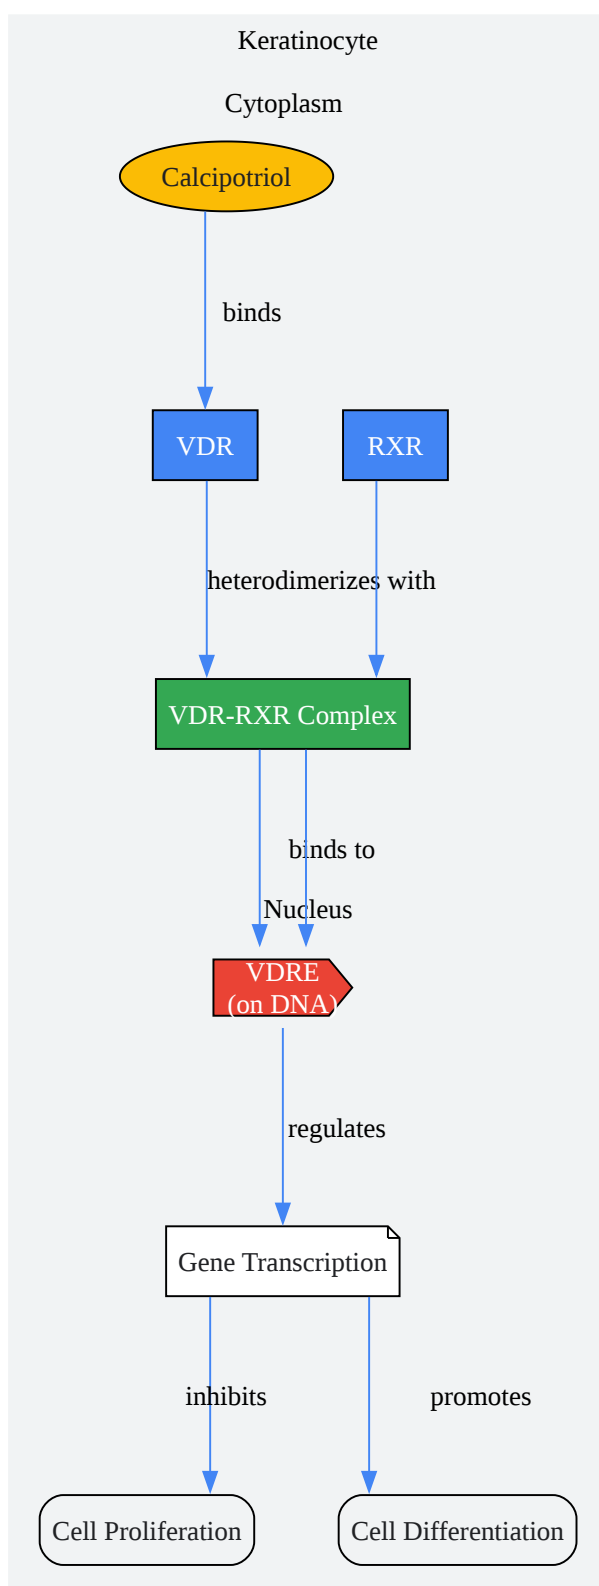 Keratinocyte
Cytoplasm
Calcipotriol
binds
VDR
RXR
heterodimerizes with
VDR-RXR Complex
binds to
Nucleus
VDRE
(on DNA)
regulates
Gene Transcription
inhibits
promotes
Cell Proliferation
Cell Differentiation